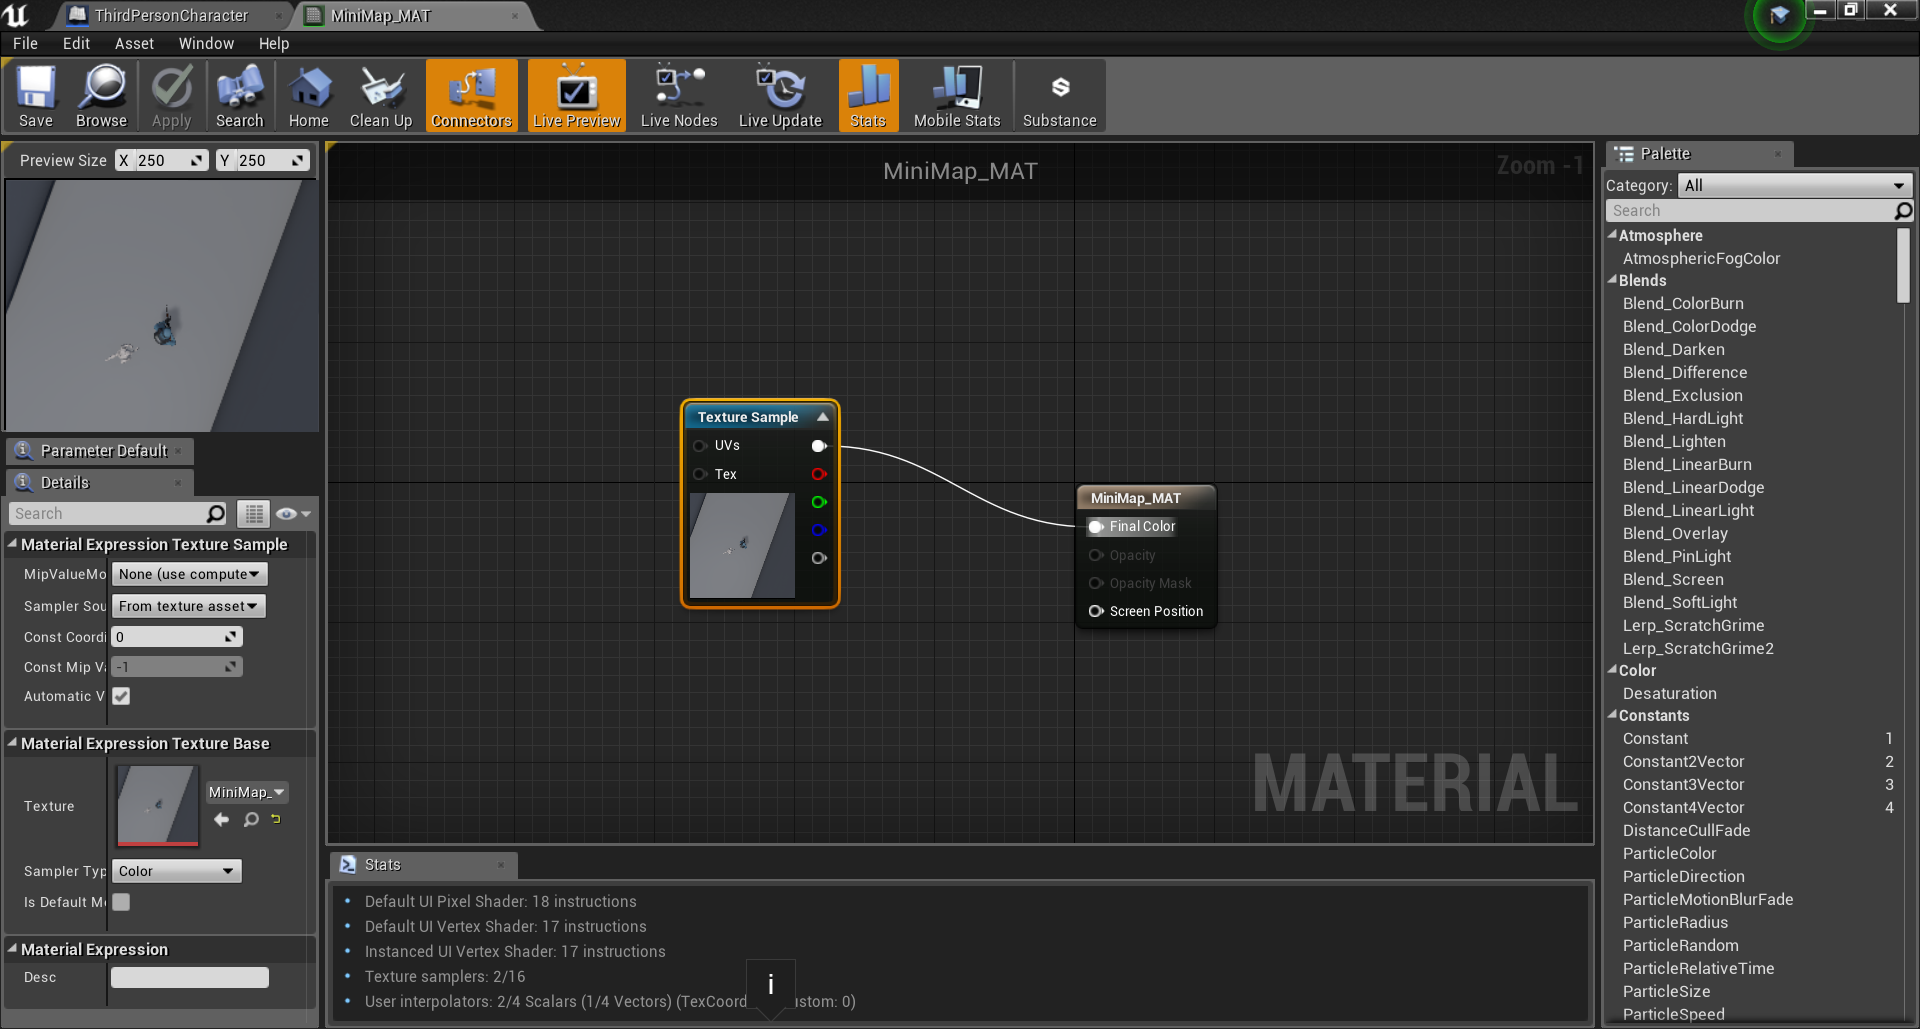 ThirdPersonCharacter
MiniMap_MAT
File Edit Asset Window Help
Save Browse Apply Search Home Clean Up Connectors Live Preview Live Nodes Live Update Stats Mobile Stats Substance
Preview Size X 250 Y 250
Parameter Default
Details
Search
Material Expression Texture Sample
MipValueMo None (use compute
Sampler Sou From texture asset
Const Coordi 0
Const Mip Va -1
Automatic V
Material Expression Texture Base
Texture MiniMap_
Sampler Typ Color
Is Default Me
Material Expression
Desc
MiniMap_MAT
Zoom -1
Texture Sample
UVs
Tex
MiniMap_MAT
Final Color
Opacity
Opacity Mask
Screen Position
MATERIAL
Stats
Default UI Pixel Shader: 18 instructions
Default UI Vertex Shader: 17 instructions
Instanced UI Vertex Shader: 17 instructions
Texture samplers: 2/16
User interpolators: 2/4 Scalars (1/4 Vectors) (TexCoord ustom: 0)
i
Palette
Category: All
Search
Atmosphere
AtmosphericFogColor
Blends
Blend_ColorBurn
Blend_ColorDodge
Blend_Darken
Blend_Difference
Blend_Exclusion
Blend_HardLight
Blend_Lighten
Blend_LinearBurn
Blend_LinearDodge
Blend_LinearLight
Blend_Overlay
Blend_PinLight
Blend_Screen
Blend_SoftLight
Lerp_ScratchGrime
Lerp_ScratchGrime2
Color
Desaturation
Constants
Constant 1
Constant2Vector 2
Constant3Vector 3
Constant4Vector 4
DistanceCullFade
ParticleColor
ParticleDirection
ParticleMotionBlurFade
ParticleRadius
ParticleRandom
ParticleRelativeTime
ParticleSize
ParticleSpeed